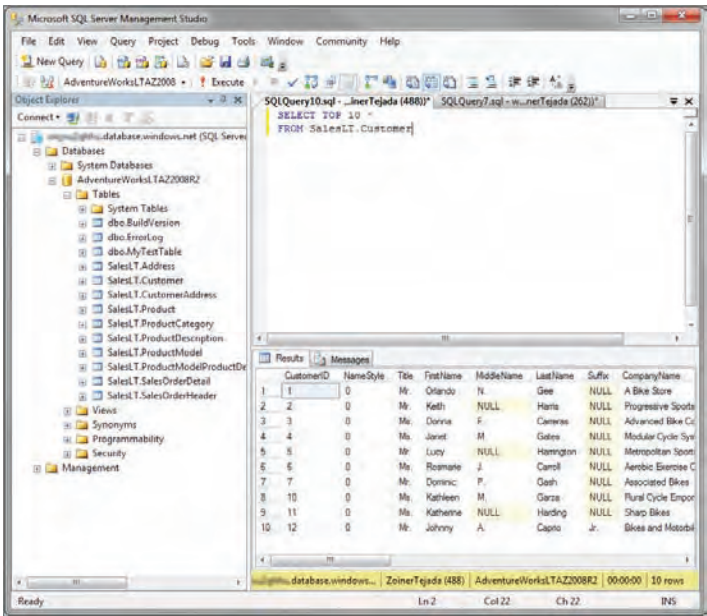 Microsoft SQL Server Management Studio
File Edit View Query Project Debug Tools Window Community Help
New Query
AdventureWorksLTAZ2008 Execute
Object Explorer
Connect
.database.windows.net (SQL Server
Databases
System Databases
AdventureWorksLTAZ2008R2
Tables
System Tables
dbo.BuildVersion
dbo.ErrorLog
dbo.MyTestTable
SalesLT.Address
SalesLT.Customer
SalesLT.CustomerAddress
SalesLT.Product
SalesLT.ProductCategory
SalesLT.ProductDescription
SalesLT.ProductModel
SalesLT.ProductModelProductDe
SalesLT.SalesOrderDetail
SalesLT.SalesOrderHeader
Views
Synonyms
Programmability
Security
Management
SQLQuery10.sql - ...inerTejada (488))* SQLQuery7.sql - w...nerTejada (262))*
SELECT TOP 10 *
FROM SalesLT.Customer
Results Messages
CustomerID NameStyle Title FirstName MiddleName LastName Suffix CompanyName
1 1 0 Mr. Orlando N. Gee NULL A Bike Store
2 2 0 Mr. Keith NULL Harris NULL Progressive Sports
3 3 0 Ms. Donna F. Carreras NULL Advanced Bike Co
4 4 0 Ms. Janet M. Gates NULL Modular Cycle Sys
5 5 0 Mr. Lucy NULL Harrington NULL Metropolitan Sport
6 6 0 Ms. Rosmarie J. Carroll NULL Aerobic Exercise C
7 7 0 Mr. Dominic P. Gash NULL Associated Bikes
8 10 0 Ms. Kathleen M. Garza NULL Rural Cycle Empor
9 11 0 Ms. Katherine NULL Harding NULL Sharp Bikes
10 12 0 Mr. Johnny A. Caprio Jr. Bikes and Motorbik
.database.windows... ZoinerTejada (488) AdventureWorksLTAZ2008R2 00:00:00 10 rows
Ready Ln 2 Col 22 Ch 22 INS